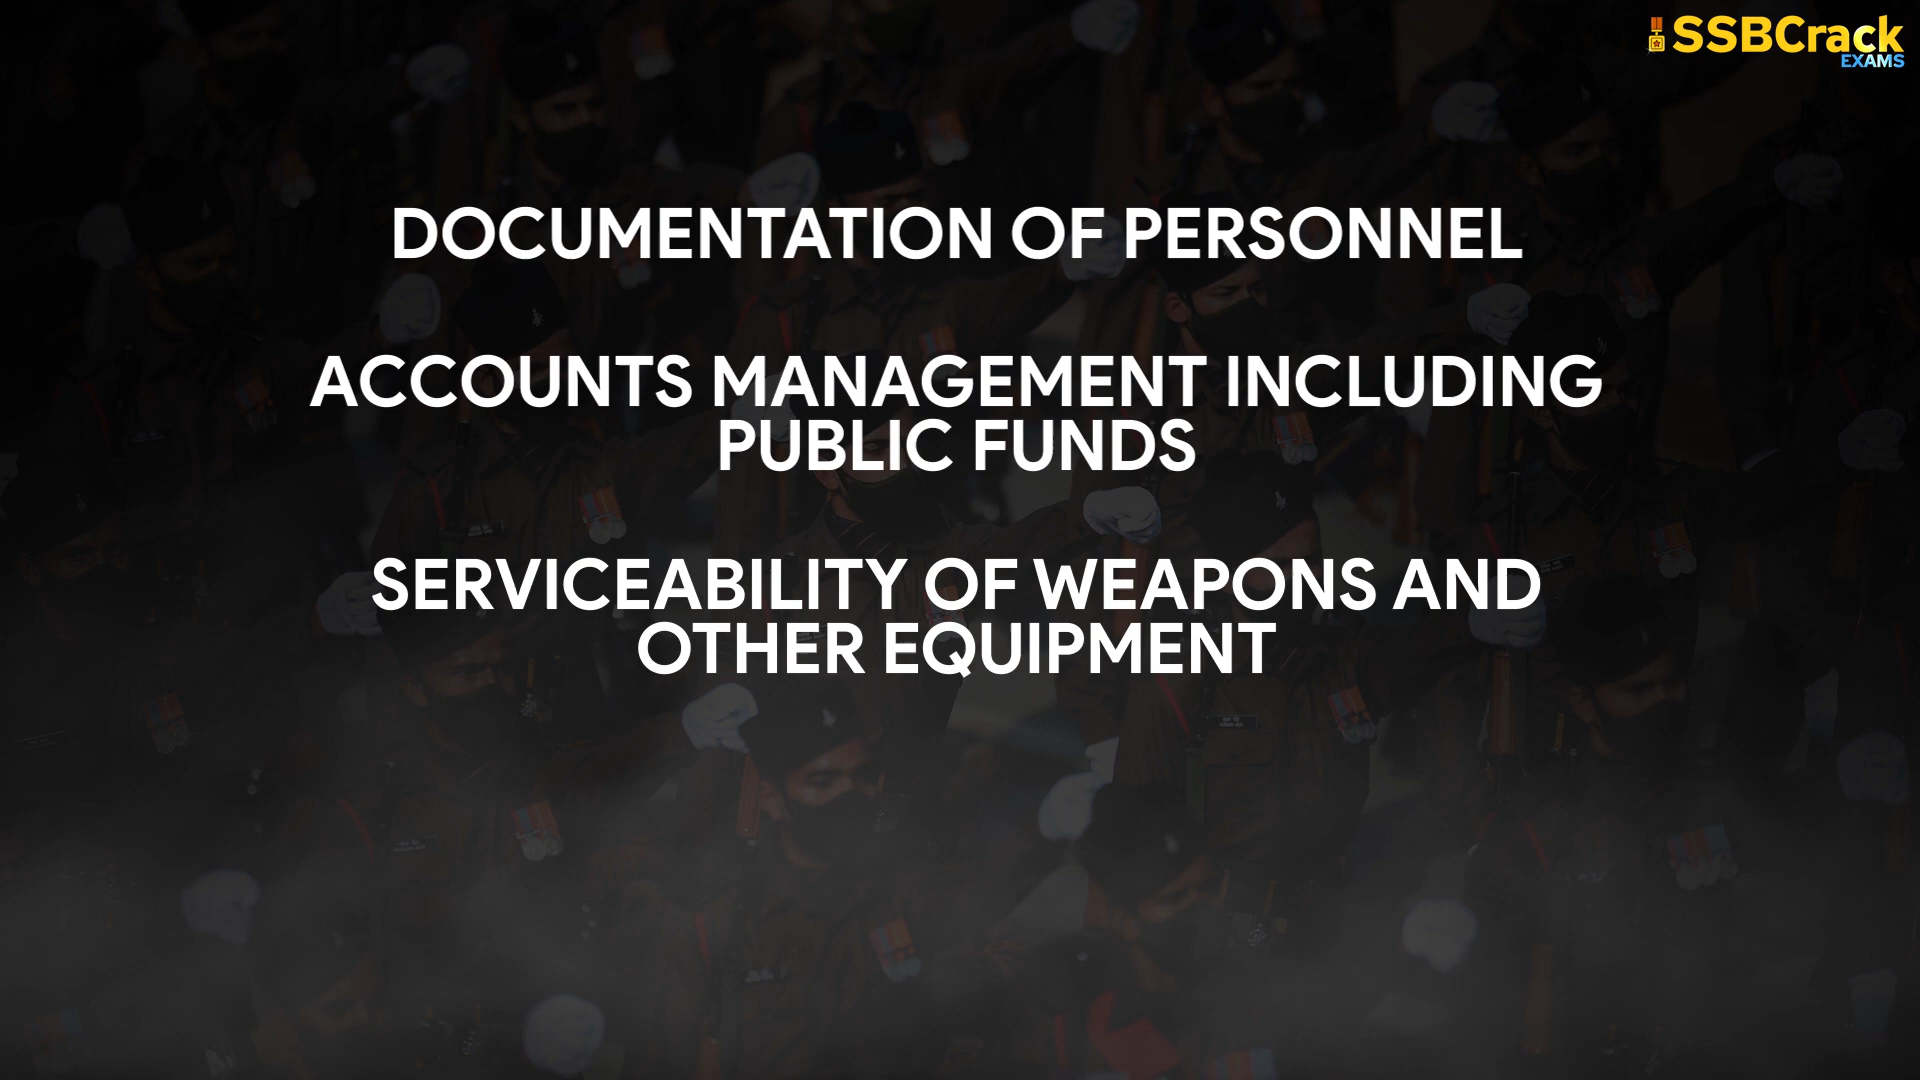 SSBCrack
EXAMS
DOCUMENTATION OF PERSONNEL
ACCOUNTS MANAGEMENT INCLUDING
PUBLIC FUNDS
SERVICEABILITY OF WEAPONS AND
OTHER EQUIPMENT